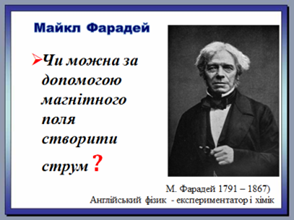 Майкл Фарадей
Чи можна за
допомогою
магнітного
поля
створити
струм ?
М. Фарадей 1791 – 1867)
Англійський фізик - експериментатор і хімік